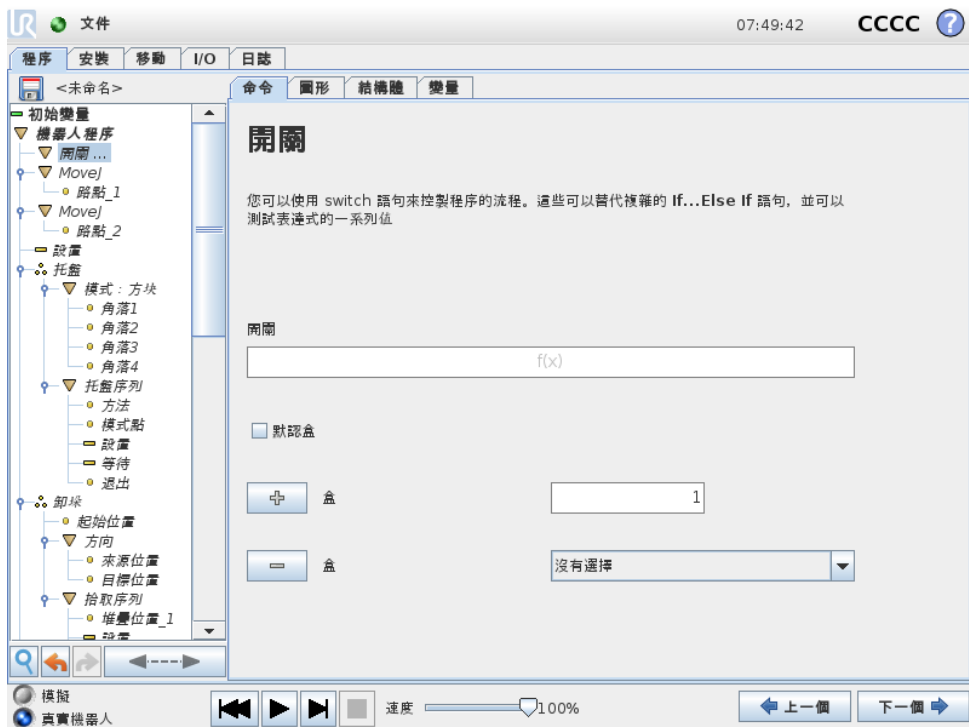 UR 文件 07:49:42 CCCC ?
程序 安裝 移動 I/O 日誌
<未命名> 命令 圖形 結構體 變量
初始變量
機器人程序
開關 ...
MoveJ
路點_1
MoveJ
路點_2
設置
托盤
模式：方块
角落1
角落2
角落3
角落4
托盤序列
方法
模式點
設置
等待
退出
卸垛
起始位置
方向
來源位置
目標位置
拾取序列
堆疊位置_1
設置
開關
您可以使用 switch 語句來控製程序的流程。這些可以替代複雜的 If...Else If 語句，並可以
測試表達式的一系列值
開關
f(x)
默認盒
盒 1
盒 沒有選擇
模擬
真實機器人
速度 100%
上一個 下一個